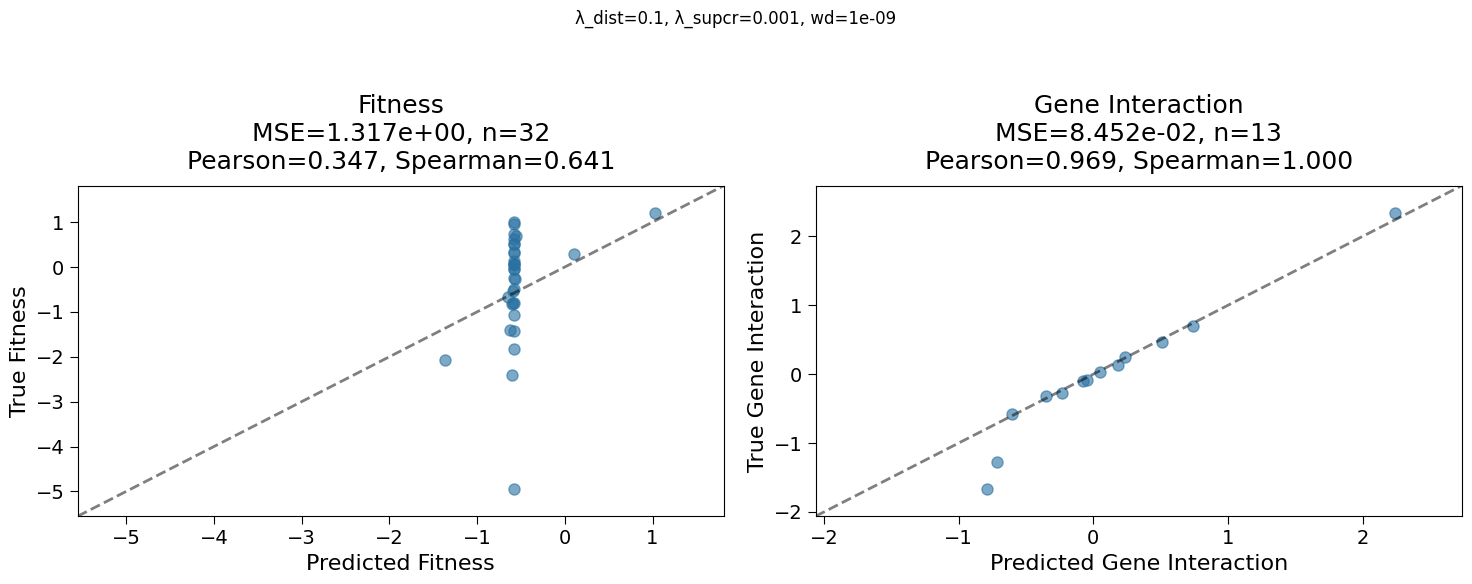 λ_dist=0.1, λ_supcr=0.001, wd=1e-09
Fitness
MSE=1.317e+00, n=32
Pearson=0.347, Spearman=0.641
True Fitness
1
0
−1
−2
−3
−4
−5
−5
−4
−3
−2
−1
0
1
Predicted Fitness
Gene Interaction
MSE=8.452e-02, n=13
Pearson=0.969, Spearman=1.000
True Gene Interaction
2
1
0
−1
−2
−2
−1
0
1
2
Predicted Gene Interaction